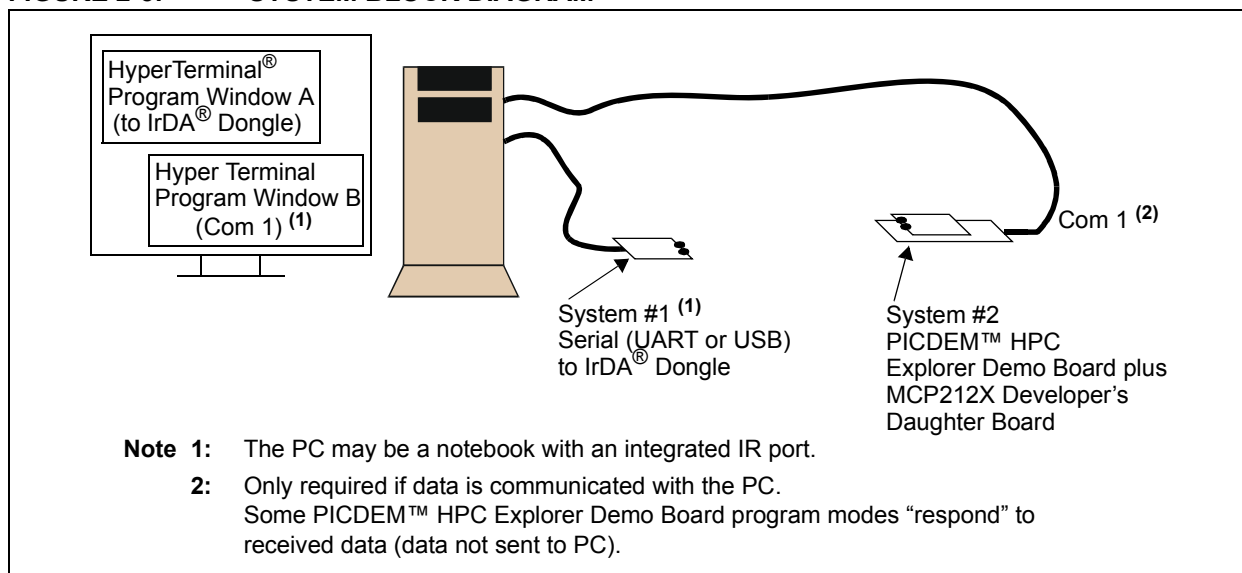 HyperTerminal®
Program Window A
(to IrDA® Dongle)
Hyper Terminal
Program Window B
(Com 1) (1)
Com 1 (2)
System #1 (1)
Serial (UART or USB)
to IrDA® Dongle
System #2
PICDEM™ HPC
Explorer Demo Board plus
MCP212X Developer's
Daughter Board
Note 1: The PC may be a notebook with an integrated IR port.
2: Only required if data is communicated with the PC.
Some PICDEM™ HPC Explorer Demo Board program modes “respond” to
received data (data not sent to PC).